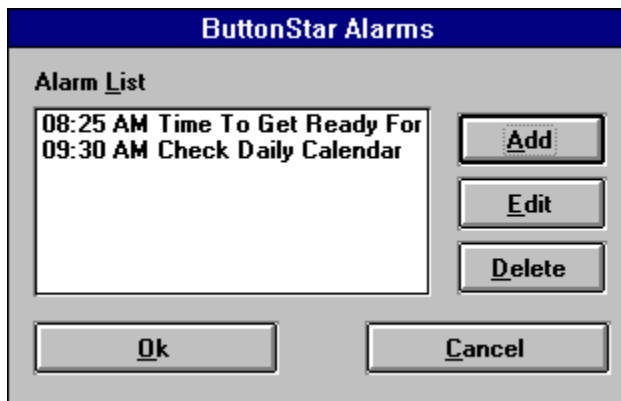 ButtonStar Alarms
Alarm List
08:25 AM Time To Get Ready For
09:30 AM Check Daily Calendar
Add
Edit
Delete
Ok
Cancel